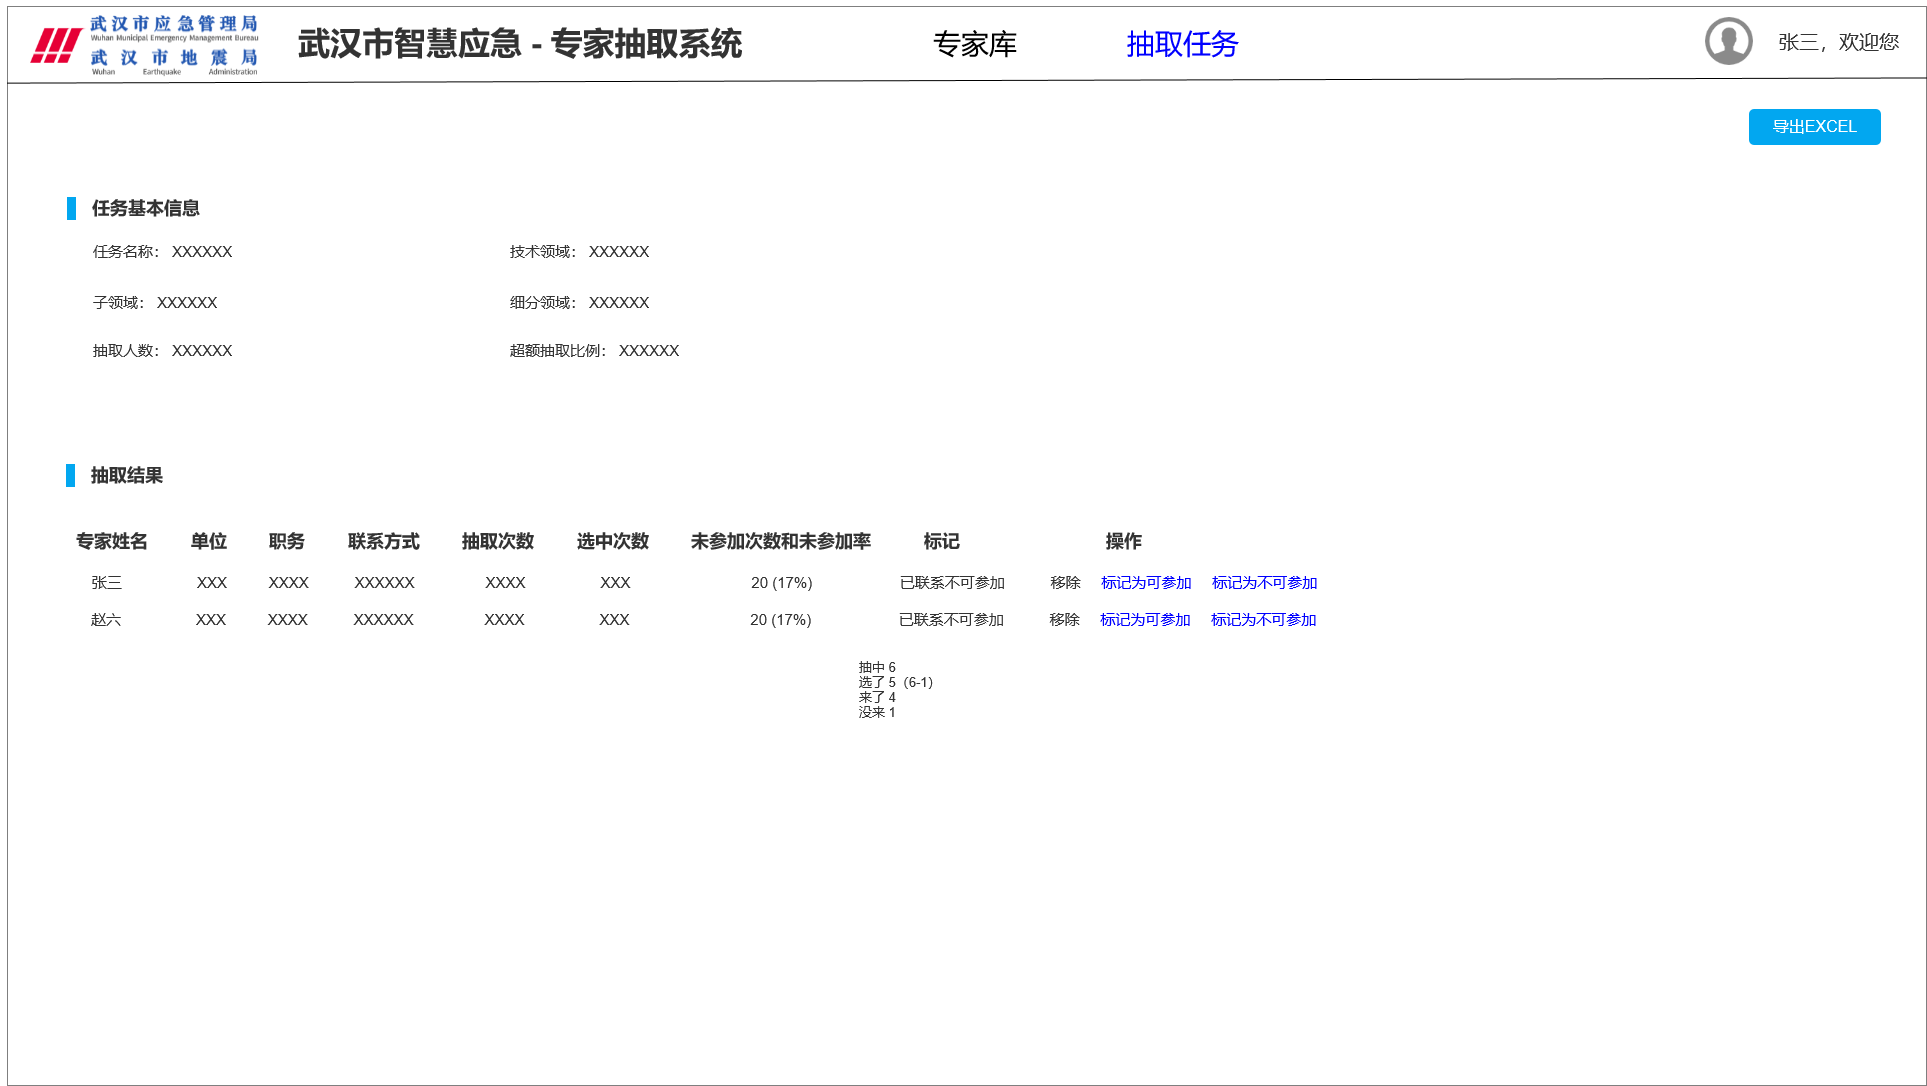 武汉市应急管理局
Wuhan Municipal Emergency Management Bureau
武汉市地震局
Wuhan Earthquake Administration
武汉市智慧应急 - 专家抽取系统
专家库
抽取任务
张三，欢迎您
导出EXCEL
任务基本信息
任务名称： XXXXXX 技术领域： XXXXXX
子领域： XXXXXX 细分领域： XXXXXX
抽取人数： XXXXXX 超额抽取比例： XXXXXX
抽取结果
专家姓名 单位 职务 联系方式 抽取次数 选中次数 未参加次数和未参加率 标记 操作
张三 XXX XXXX XXXXXX XXXX XXX 20 (17%) 已联系不可参加 移除 标记为可参加 标记为不可参加
赵六 XXX XXXX XXXXXX XXXX XXX 20 (17%) 已联系不可参加 移除 标记为可参加 标记为不可参加
抽中 6
选了 5（6-1）
来了 4
没来 1